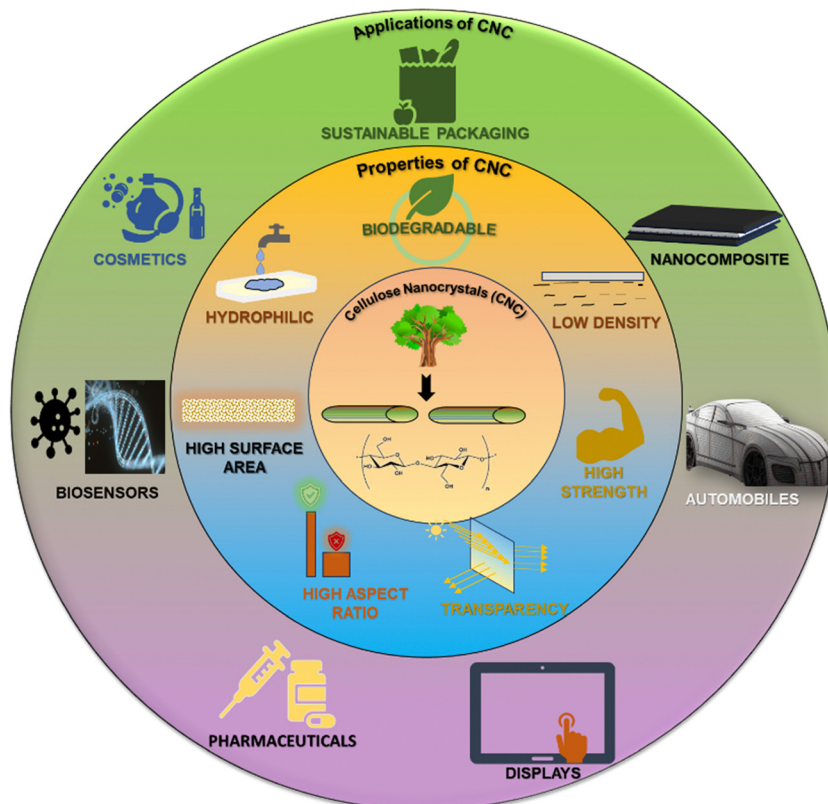 Applications of CNC
SUSTAINABLE PACKAGING
Properties of CNC
BIODEGRADABLE
COSMETICS
NANOCOMPOSITE
HYDROPHILIC
Cellulose Nanocrystals (CNC)
LOW DENSITY
HIGH SURFACE
AREA
BIOSENSORS
HIGH
STRENGTH
AUTOMOBILES
HIGH ASPECT
RATIO
TRANSPARENCY
PHARMACEUTICALS
DISPLAYS